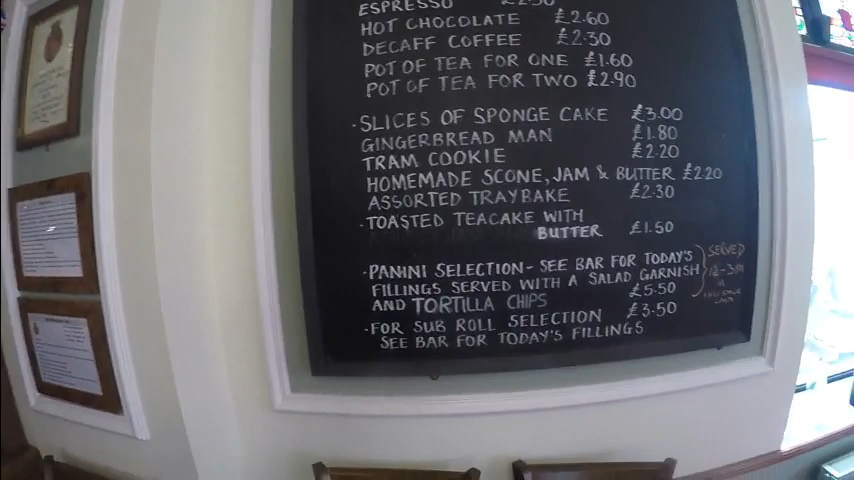 ESPRESSO
HOT CHOCOLATE £2.60
DECAFF COFFEE £2.30
POT OF TEA FOR ONE £1.60
POT OF TEA FOR TWO £2.90
·SLICES OF SPONGE CAKE £3.00
GINGERBREAD MAN £1.80
TRAM COOKIE £2.20
HOMEMADE SCONE, JAM & BUTTER £2.20
ASSORTED TRAYBAKE £2.30
·TOASTED TEACAKE WITH
BUTTER £1.50
·PANINI SELECTION- SEE BAR FOR TODAY'S
FILLINGS SERVED WITH A SALAD GARNISH
AND TORTILLA CHIPS £5.50
·FOR SUB ROLL SELECTION £3.50
SEE BAR FOR TODAY'S FILLINGS
SERVED
12-3PM